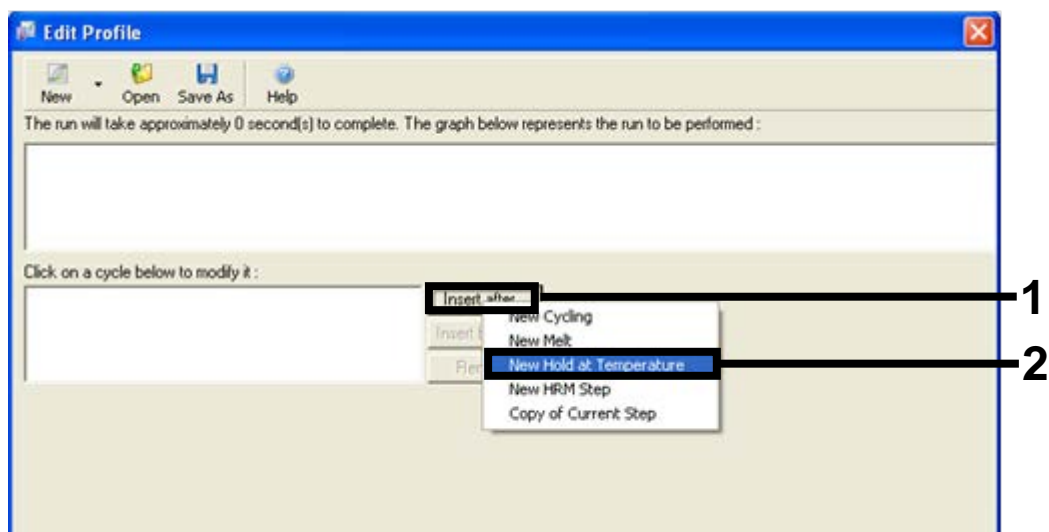 Edit Profile
New Open Save As Help
The run will take approximately 0 second(s) to complete. The graph below represents the run to be performed :
Click on a cycle below to modify it :
Insert after...
1
New Cycling
Insert
New Melt
New Hold at Temperature
2
New HRM Step
Copy of Current Step